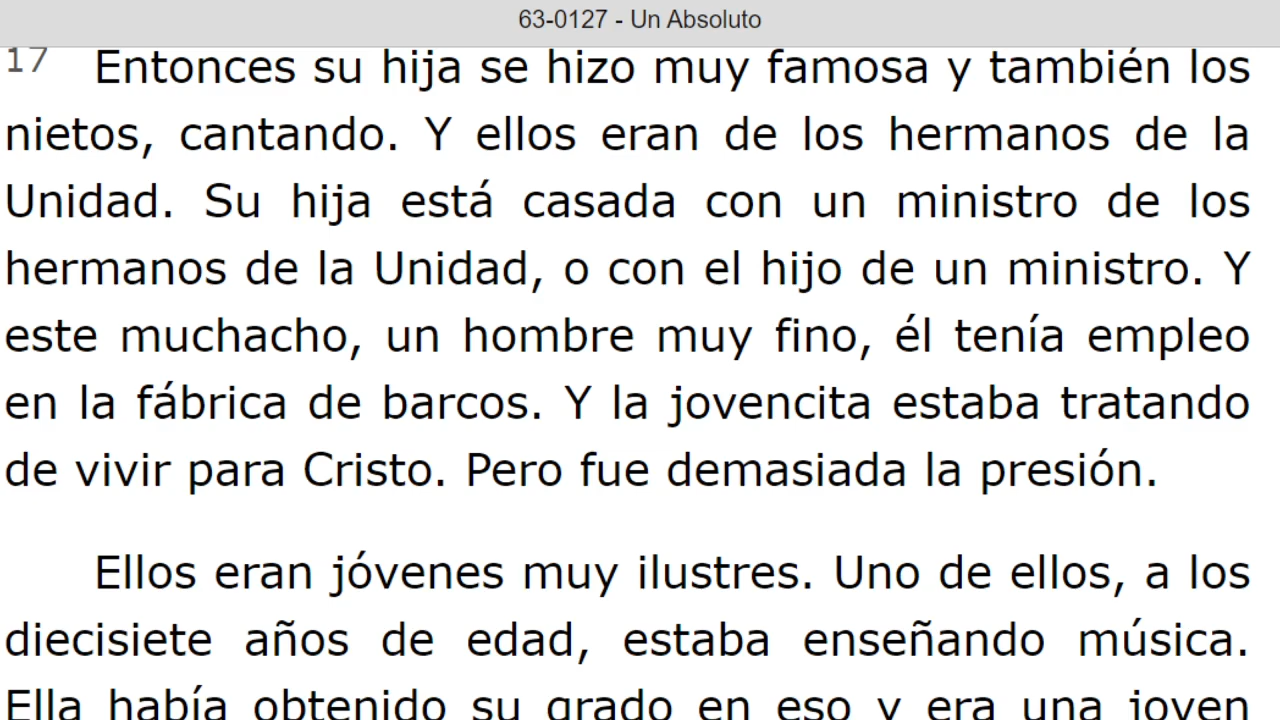 63-0127 - Un Absoluto
17 Entonces su hija se hizo muy famosa y también los
nietos, cantando. Y ellos eran de los hermanos de la
Unidad. Su hija está casada con un ministro de los
hermanos de la Unidad, o con el hijo de un ministro. Y
este muchacho, un hombre muy fino, él tenía empleo
en la fábrica de barcos. Y la jovencita estaba tratando
de vivir para Cristo. Pero fue demasiada la presión.
Ellos eran jóvenes muy ilustres. Uno de ellos, a los
diecisiete años de edad, estaba enseñando música.
Ella había obtenido su grado en eso y era una joven